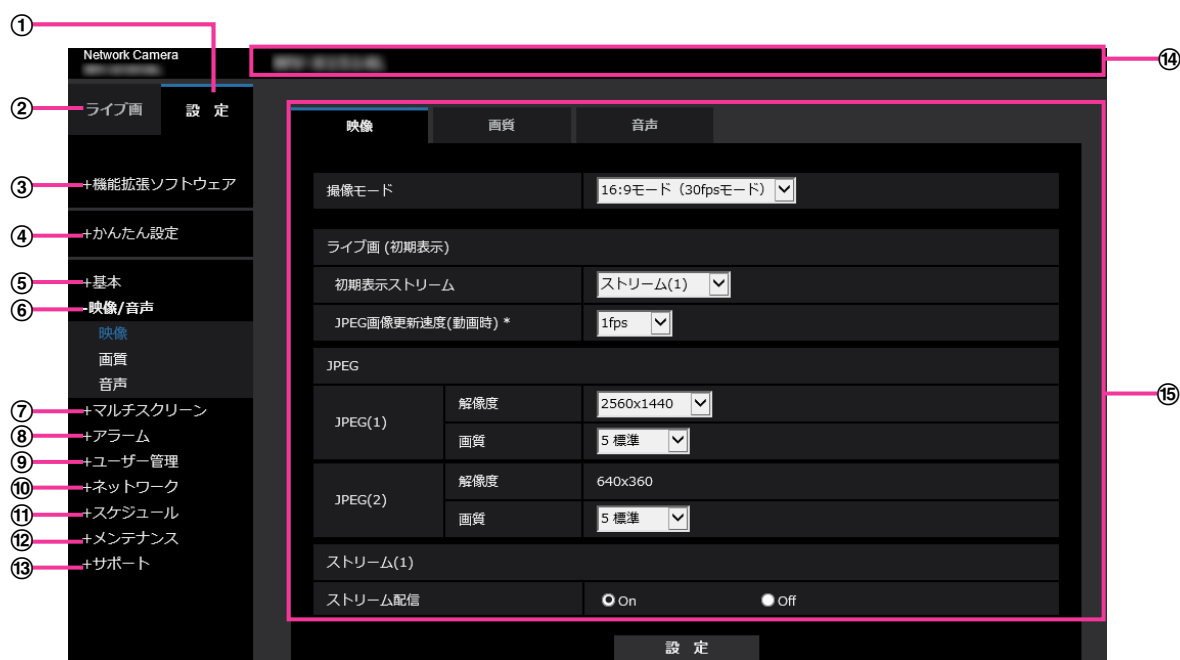 ①
Network Camera
⑭
②
ライブ画
設 定
映像
画質
音声
③
+機能拡張ソフトウェア
撮像モード
16:9モード（30fpsモード）
④
+かんたん設定
ライブ画 (初期表示)
⑤
+基本
初期表示ストリーム
ストリーム(1)
⑥
-映像/音声
映像
JPEG画像更新速度(動画時) *
1fps
画質
JPEG
音声
⑮
⑦
+マルチスクリーン
JPEG(1)
解像度
2560x1440
⑧
+アラーム
画質
5 標準
⑨
+ユーザー管理
⑩
+ネットワーク
JPEG(2)
解像度
640x360
⑪
+スケジュール
画質
5 標準
⑫
+メンテナンス
⑬
+サポート
ストリーム(1)
ストリーム配信
On
Off
設 定